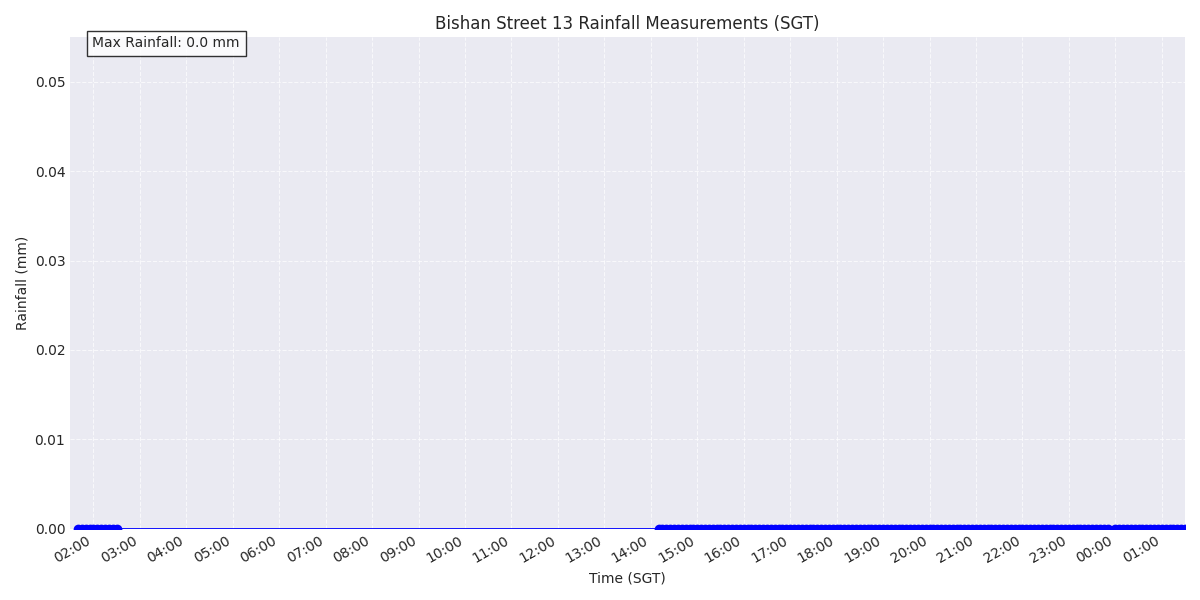 Bishan Street 13 Rainfall Measurements (SGT)
Max Rainfall: 0.0 mm
0.05
0.04
0.03
0.02
0.01
0.00
Rainfall (mm)
02:00 03:00 04:00 05:00 06:00 07:00 08:00 09:00 10:00 11:00 12:00 13:00 14:00 15:00 16:00 17:00 18:00 19:00 20:00 21:00 22:00 23:00 00:00 01:00
Time (SGT)